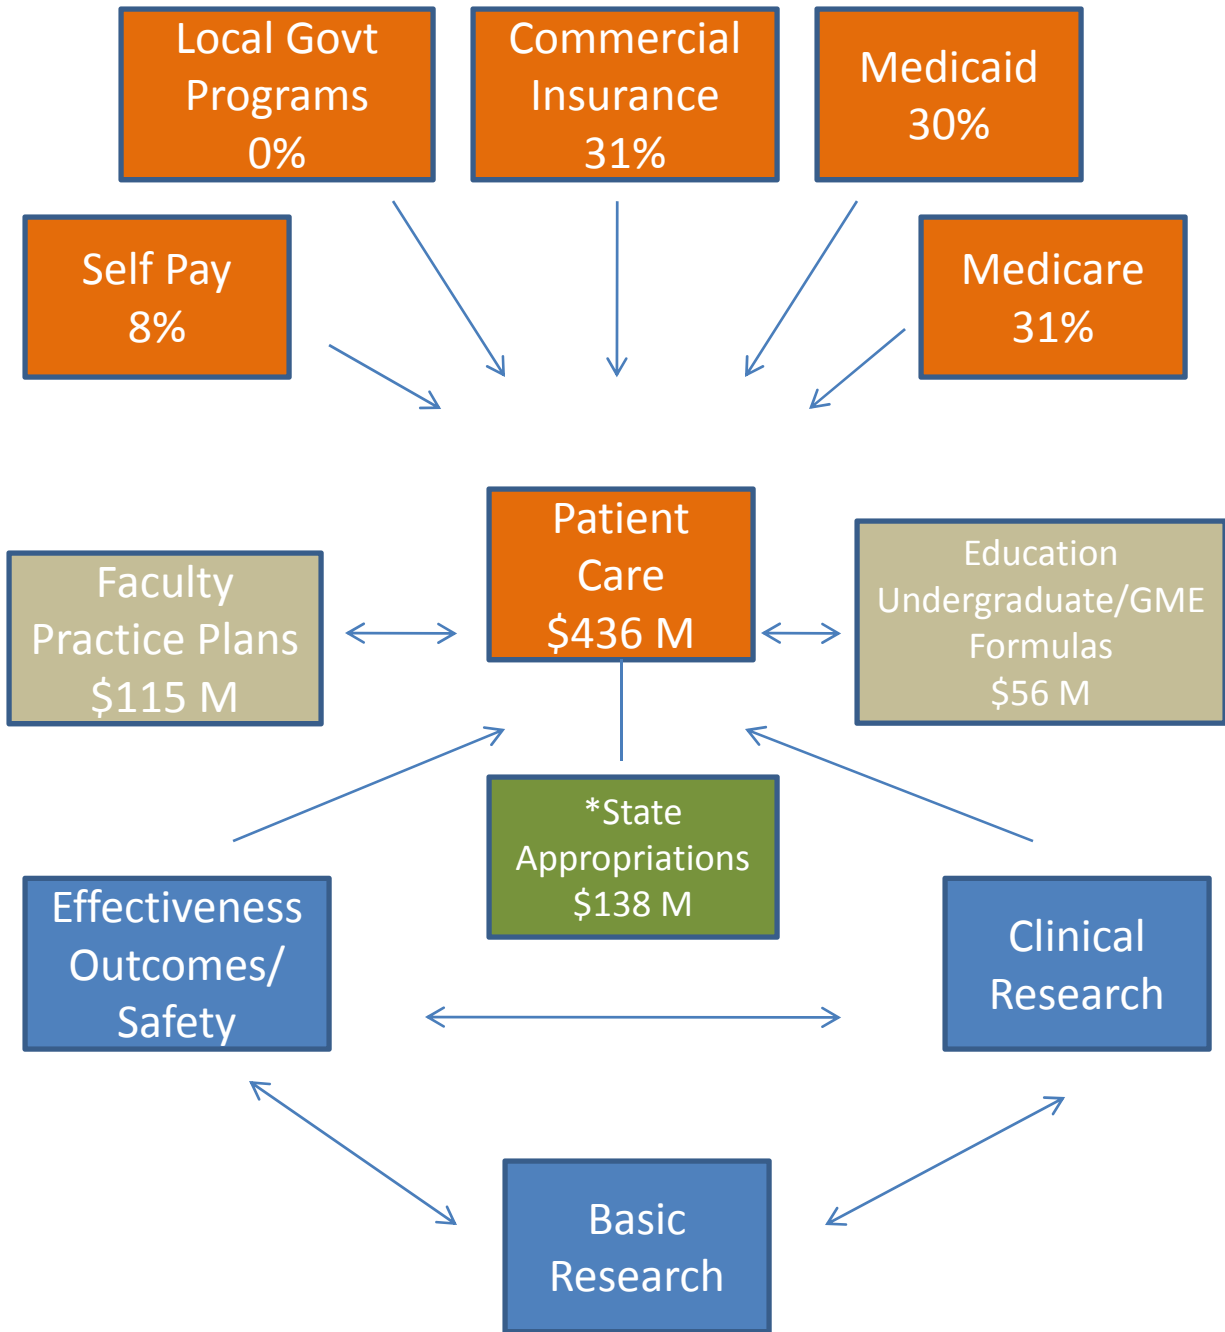 Local Govt
Programs
0%
Commercial
Insurance
31%
Medicaid
30%
Self Pay
8%
Medicare
31%
Patient
Care
$436 M
Faculty
Practice Plans
$115 M
Education
Undergraduate/GME
Formulas
$56 M
*State
Appropriations
$138 M
Effectiveness
Outcomes/
Safety
Clinical
Research
Basic
Research